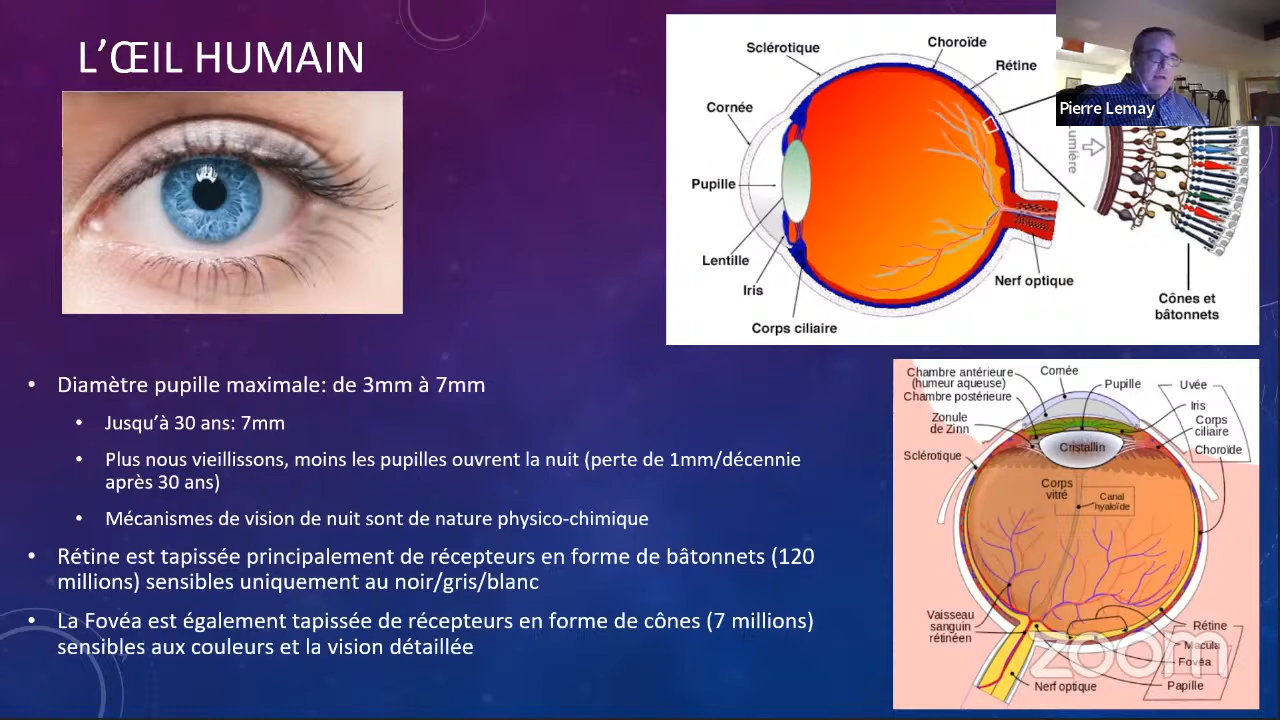 L'ŒIL HUMAIN
Sclérotique
Choroïde
Rétine
Cornée
Pupille
Lentille
Iris
Corps ciliaire
Nerf optique
Pierre Lemay
Cônes et
bâtonnets
• Diamètre pupille maximale: de 3mm à 7mm
• Jusqu'à 30 ans: 7mm
• Plus nous vieillissons, moins les pupilles ouvrent la nuit (perte de 1mm/décennie
après 30 ans)
• Mécanismes de vision de nuit sont de nature physico-chimique
• Rétine est tapissée principalement de récepteurs en forme de bâtonnets (120
millions) sensibles uniquement au noir/gris/blanc
• La Fovéa est également tapissée de récepteurs en forme de cônes (7 millions)
sensibles aux couleurs et la vision détaillée
Chambre antérieure
(humeur aqueuse)
Chambre postérieure
Zonule
de Zinn
Sclérotique
Cornée
Pupille
Uvée
Iris
Corps
ciliaire
Choroïde
Cristallin
Corps
vitré
Canal
hyaloïde
Vaisseau
sanguin
rétinéen
Nerf optique
Rétine
Macula
Fovéa
Papille
zoom